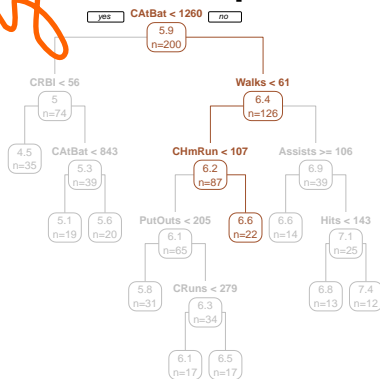 yes CAtBat < 1260 no
5.9
n=200
CRBI < 56 Walks < 61
5 6.4
n=74 n=126
CAtBat < 843 CHmRun < 107 Assists >= 106
4.5 5.3 6.2 6.9
n=35 n=39 n=87 n=39
PutOuts < 205 Hits < 143
5.1 5.6 6.1 6.6 6.6 7.1
n=19 n=20 n=65 n=22 n=14 n=25
CRuns < 279
5.8 6.3 6.8 7.4
n=31 n=34 n=13 n=12
6.1 6.5
n=17 n=17